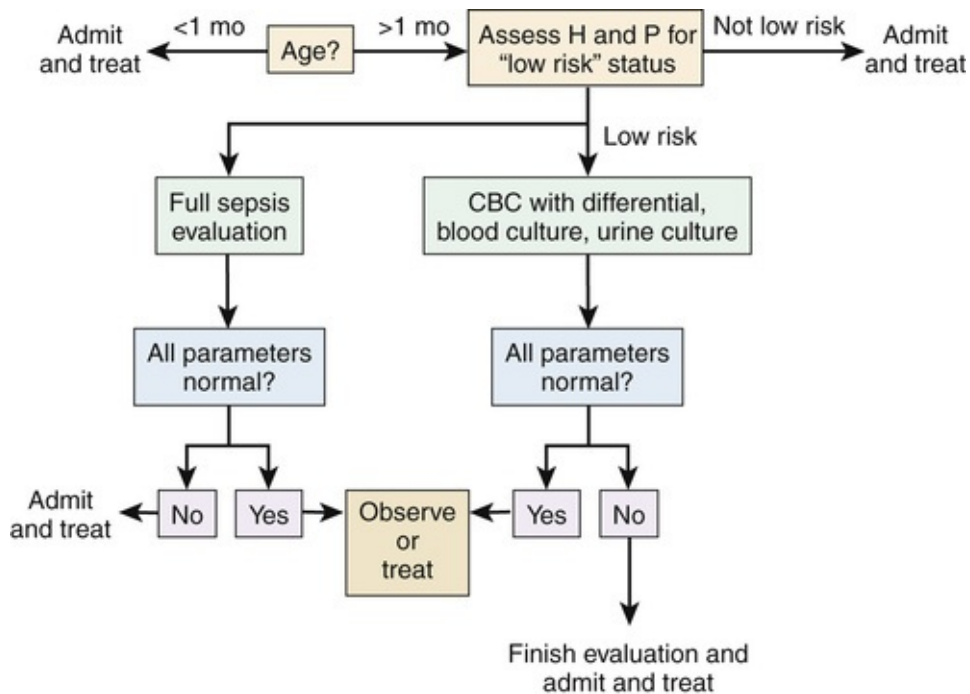 Admit
and treat
<1 mo
Age?
>1 mo
Assess H and P for
“low risk” status
Not low risk
Admit
and treat
Low risk
Full sepsis
evaluation
CBC with differential,
blood culture, urine culture
All parameters
normal?
All parameters
normal?
Admit
and treat
No
Yes
Observe
or
treat
Yes
No
Finish evaluation and
admit and treat